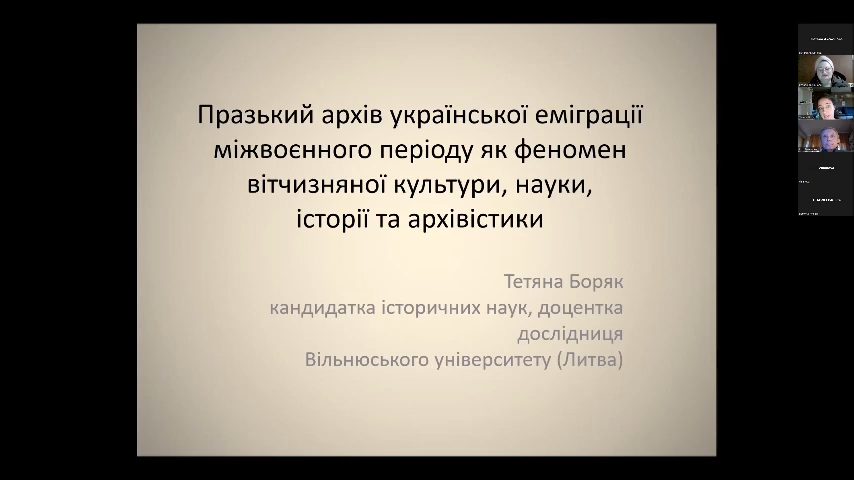 Празький архів української еміграції
міжвоєнного періоду як феномен
вітчизняної культури, науки,
історії та архівістики
Тетяна Боряк
кандидатка історичних наук, доцентка
дослідниця
Вільнюського університету (Литва)